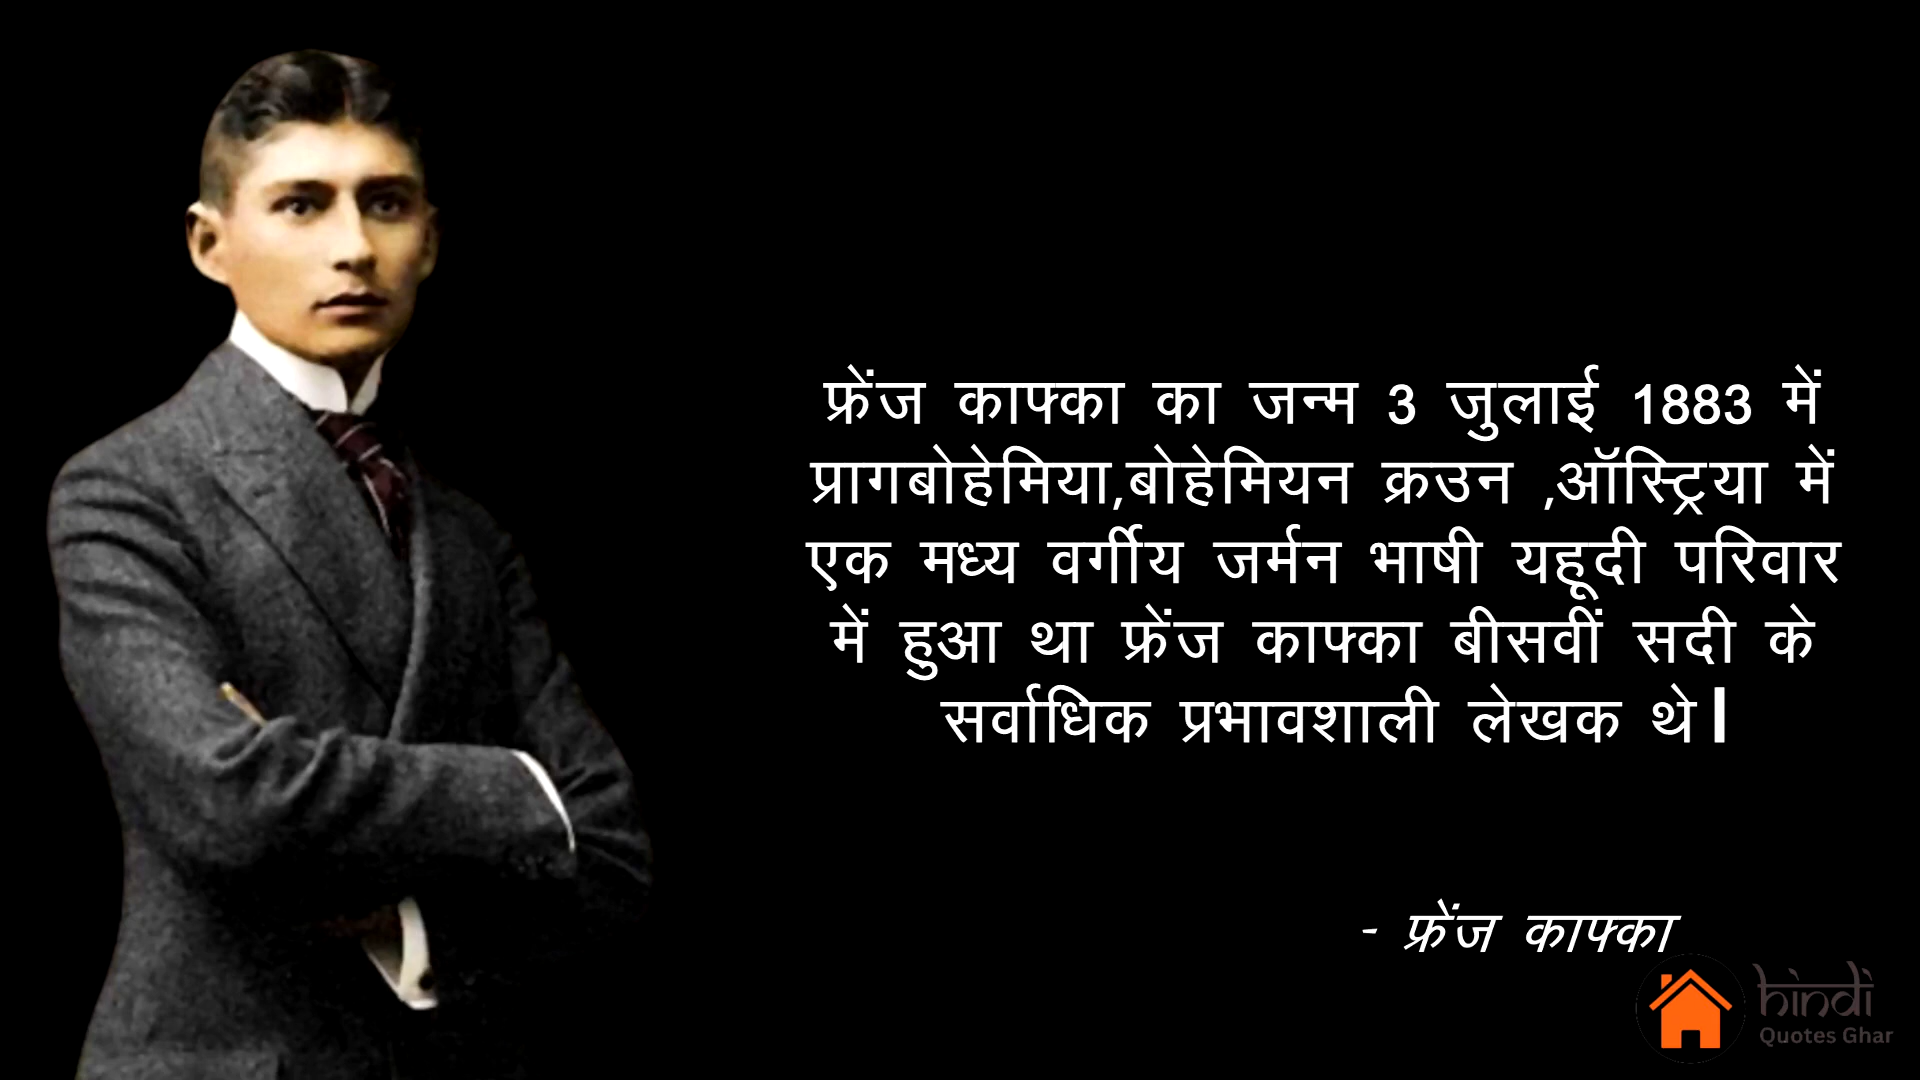 फ्रेंज काफ्का का जन्म 3 जुलाई 1883 में
प्रागबोहेमिया,बोहेमियन क्रउन ,ऑस्ट्रिया में
एक मध्य वर्गीय जर्मन भाषी यहूदी परिवार
में हुआ था फ्रेंज काफ्का बीसवीं सदी के
सर्वाधिक प्रभावशाली लेखक थे।
- फ्रेंज काफ्का
hindi
Quotes Ghar